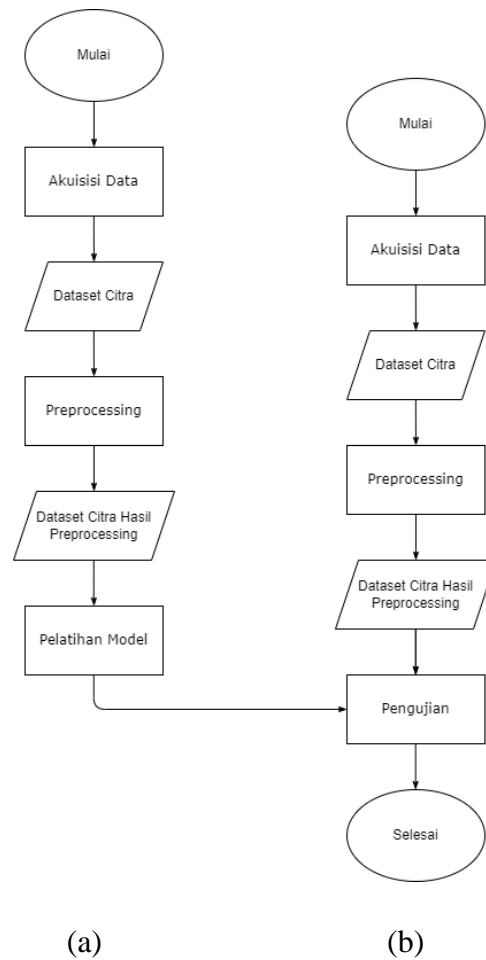 Mulai
Akuisisi Data
Dataset Citra
Preprocessing
Dataset Citra Hasil
Preprocessing
Pelatihan Model
(a)
Mulai
Akuisisi Data
Dataset Citra
Preprocessing
Dataset Citra Hasil
Preprocessing
Pengujian
Selesai
(b)